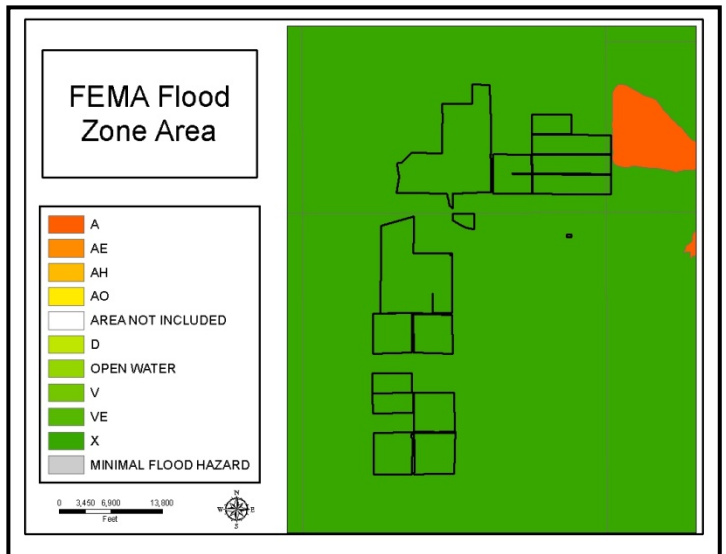 FEMA Flood
Zone Area
A
AE
AH
AO
AREA NOT INCLUDED
D
OPEN WATER
V
VE
X
MINIMAL FLOOD HAZARD
0 3,450 6,900 13,800
Feet
N
W E
S